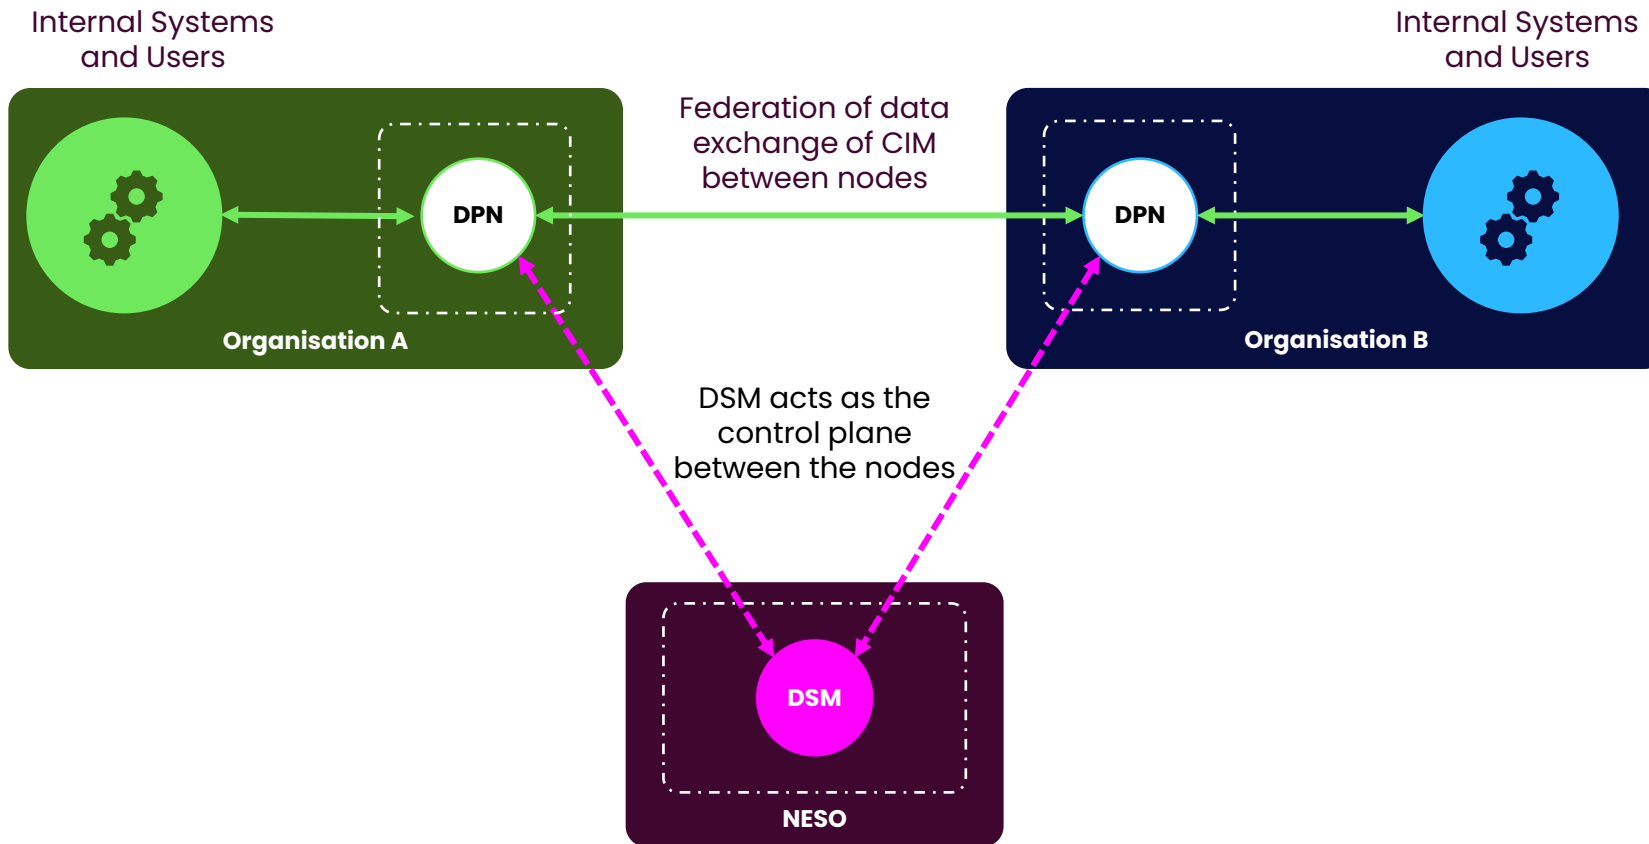 Internal Systems
and Users
Internal Systems
and Users
Federation of data
exchange of CIM
between nodes
DPN
DPN
Organisation A
Organisation B
DSM acts as the
control plane
between the nodes
DSM
NESO